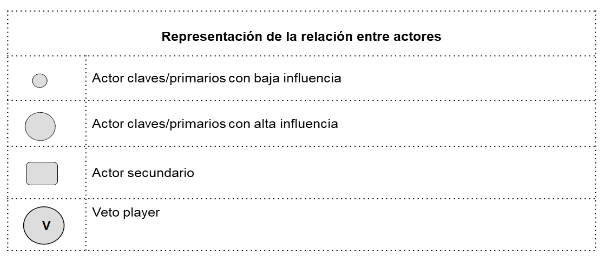 Representación de la relación entre actores
Actor claves/primarios con baja influencia
Actor claves/primarios con alta influencia
Actor secundario
Veto player
V